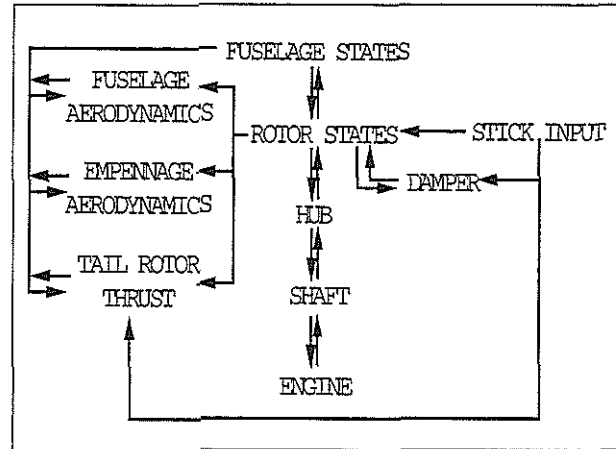 FUSELAGE STATES
FUSELAGE
AERODYNAMICS
ROTOR STATES
STICK INPUT
EMPENNAGE
AERODYNAMICS
DAMPER
HUB
TAIL ROTOR
THRUST
SHAFT
ENGINE